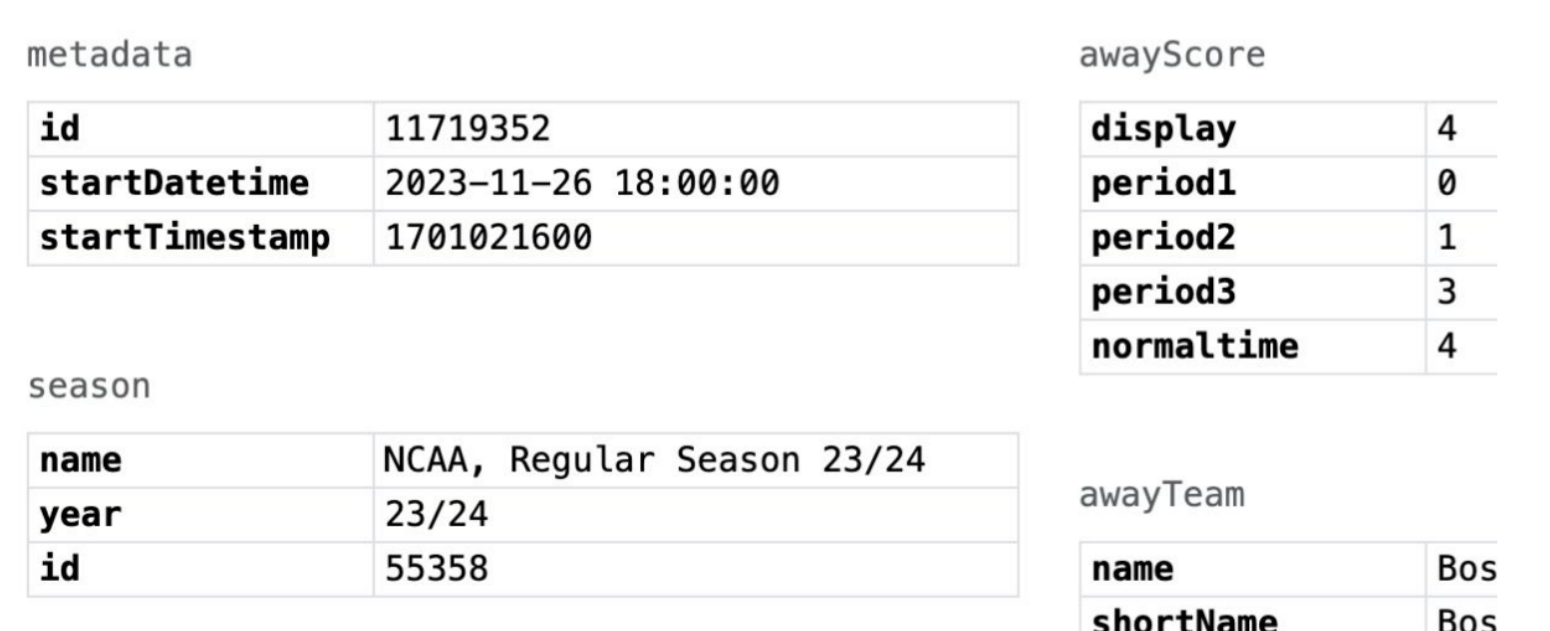 metadata
id 11719352
startDatetime 2023-11-26 18:00:00
startTimestamp 1701021600
season
name NCAA, Regular Season 23/24
year 23/24
id 55358
awayScore
display 4
period1 0
period2 1
period3 3
normaltime 4
awayTeam
name Bos
shortName Bos